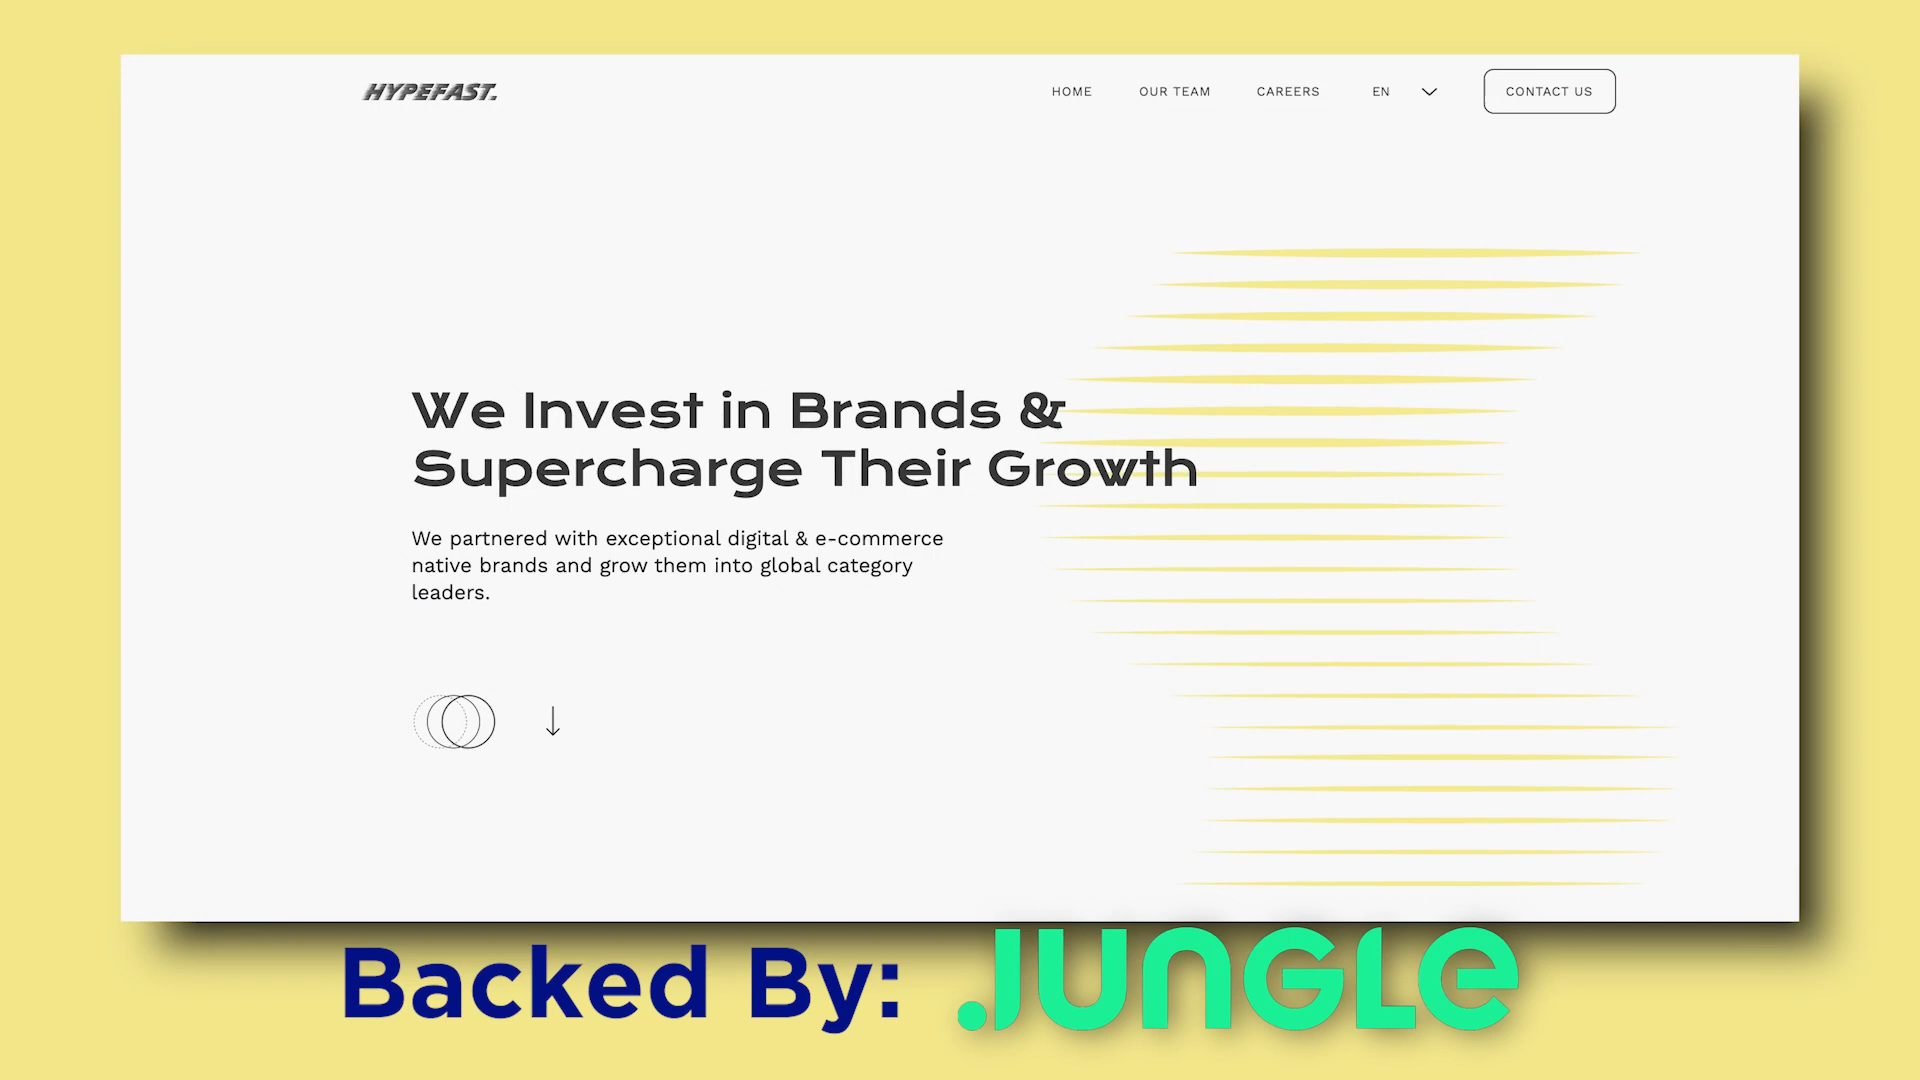 HYPEFAST.
HOME
OUR TEAM
CAREERS
EN
CONTACT US
We Invest in Brands &
Supercharge Their Growth
We partnered with exceptional digital & e-commerce
native brands and grow them into global category
leaders.
Backed By: .JUNGLE